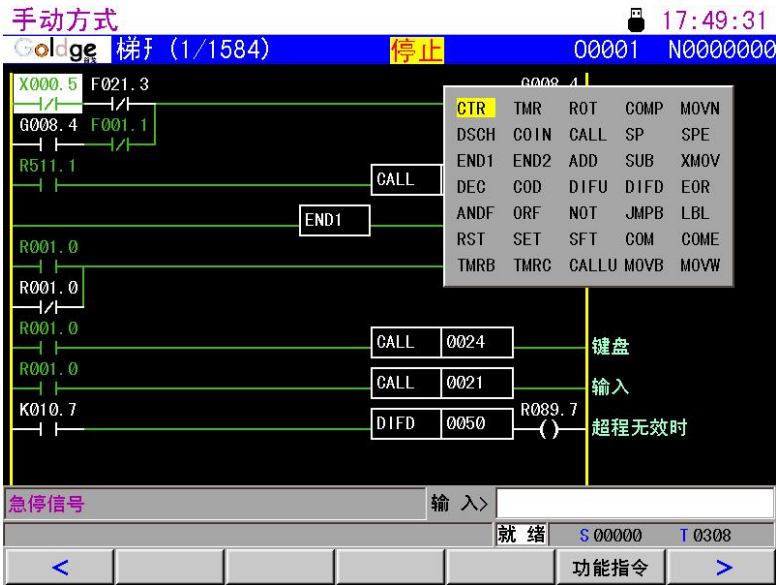 手动方式 17:49:31
Goldge 梯形 (1/1584) 停止 O0001 N0000000
X000.5 F021.3 G008.4
G008.4 F001.1
R511.1 CALL
END1
R001.0
R001.0
R001.0 CALL 0024 键盘
R001.0 CALL 0021 输入
K010.7 DIFD 0050 R089.7 超程无效时
CTR TMR ROT COMP MOVN
DSCH COIN CALL SP SPE
END1 END2 ADD SUB XMOV
DEC COD DIFU DIFD EOR
ANDF ORF NOT JMPB LBL
RST SET SFT COM COME
TMRB TMRC CALLU MOVB MOVW
急停信号 输 入>
就 绪 S 00000 T 0308
< 功能指令 >